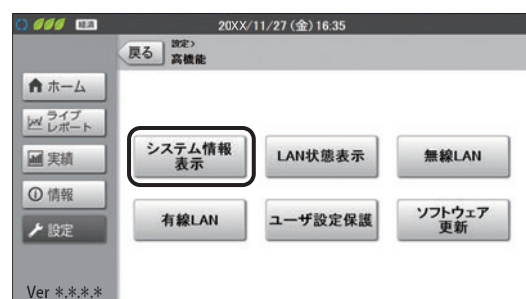 経済
20XX/11/27 (金) 16.35
戻る
設定>
高機能
ホーム
ライブ
レポート
実績
情報
設定
システム情報
表示
LAN状態表示
無線LAN
有線LAN
ユーザ設定保護
ソフトウェア
更新
Ver *.*.*.*